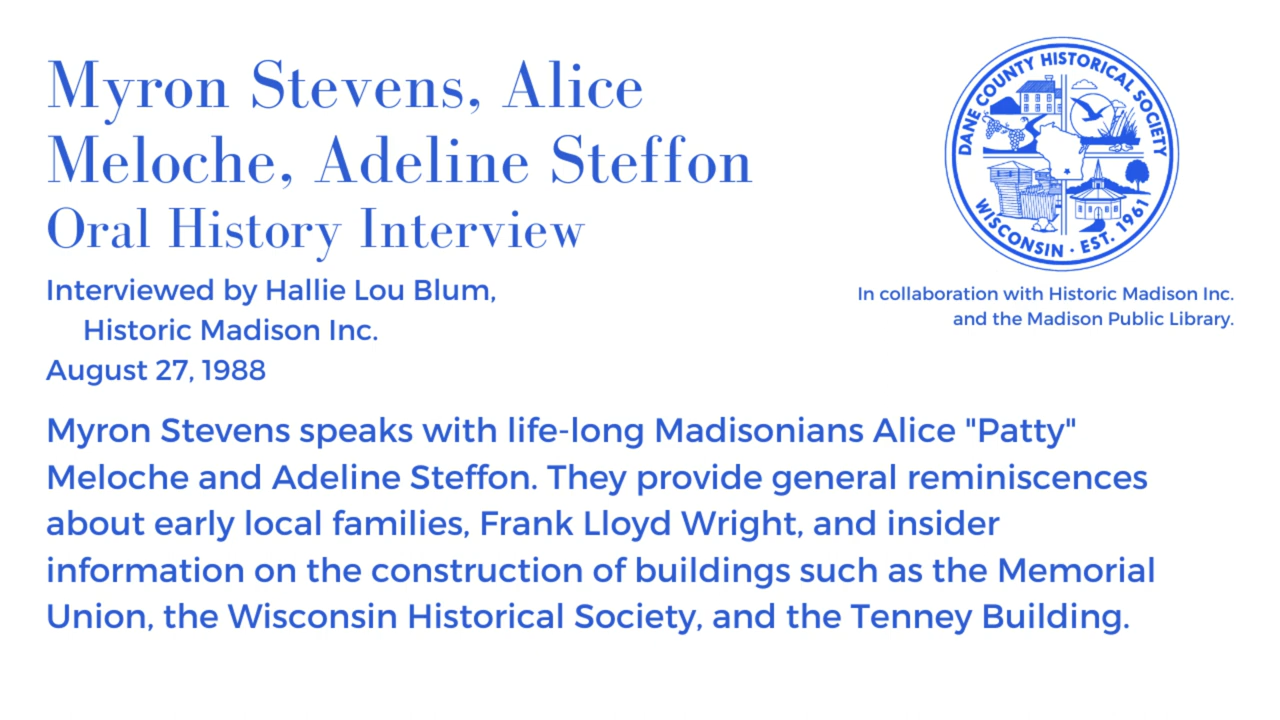 Myron Stevens, Alice
Meloche, Adeline Steffon
Oral History Interview
Interviewed by Hallie Lou Blum,
Historic Madison Inc.
August 27, 1988
DANE COUNTY HISTORICAL SOCIETY
WISCONSIN · EST. 1961
In collaboration with Historic Madison Inc.
and the Madison Public Library.
Myron Stevens speaks with life-long Madisonians Alice "Patty"
Meloche and Adeline Steffon. They provide general reminiscences
about early local families, Frank Lloyd Wright, and insider
information on the construction of buildings such as the Memorial
Union, the Wisconsin Historical Society, and the Tenney Building.